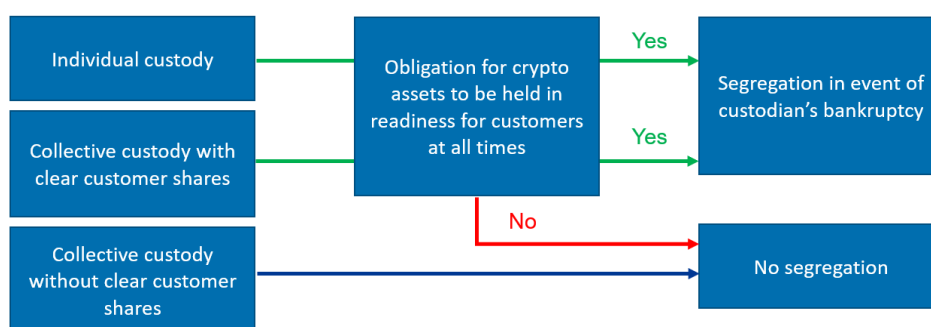 Individual custody
Collective custody with
clear customer shares
Collective custody
without clear customer
shares
Obligation for crypto
assets to be held in
readiness for customers
at all times
Yes
Yes
No
Segregation in event of
custodian's bankruptcy
No segregation